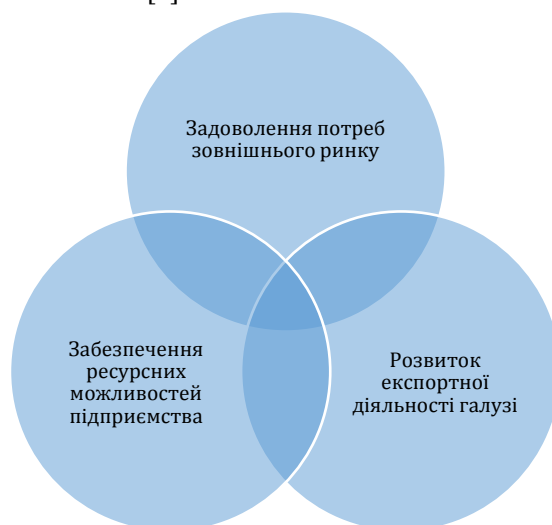 Задоволення потреб
зовнішнього ринку
Забезпечення
ресурсних
можливостей
підприємства
Розвиток
експортної
діяльності галузі